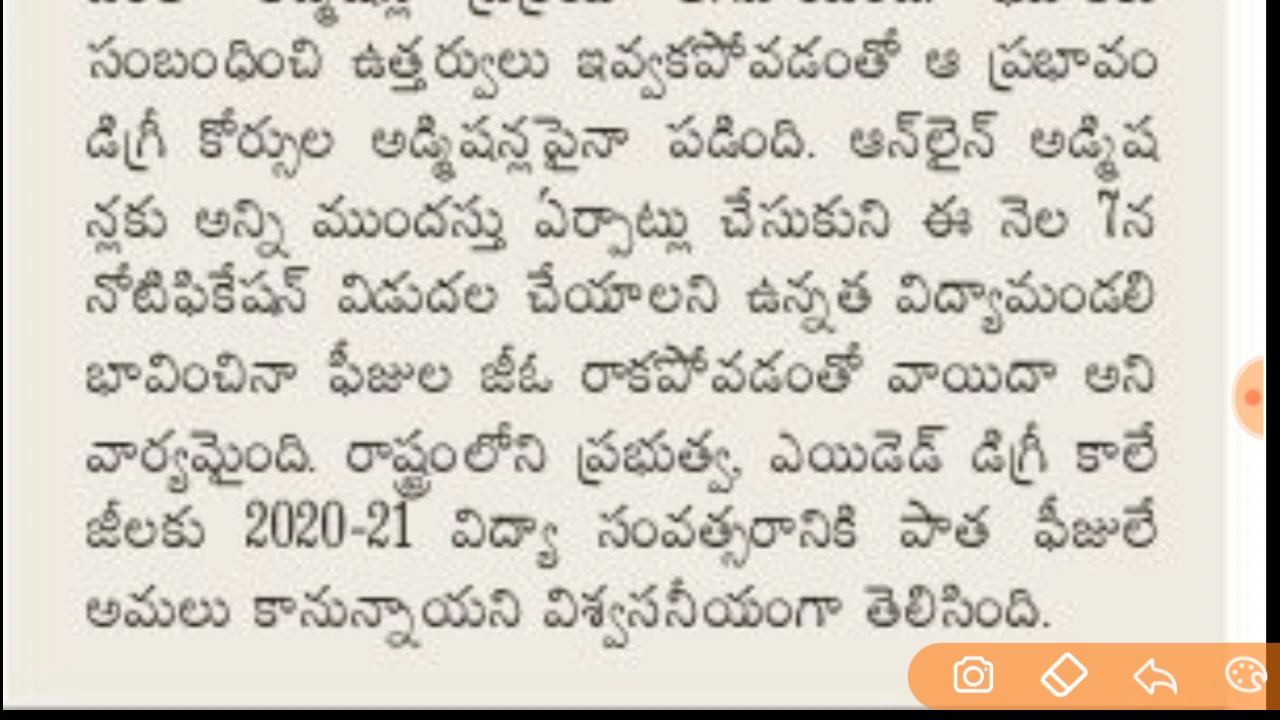 సంబంధించి ఉత్తర్వులు ఇవ్వకపోవడంతో ఆ ప్రభావం
డిగ్రీ కోర్సుల అడ్మిషన్లపైనా పడింది. ఆన్‌లైన్ అడ్మిష
న్లకు అన్ని ముందస్తు ఏర్పాట్లు చేసుకుని ఈ నెల 7న
నోటిఫికేషన్ విడుదల చేయాలని ఉన్నత విద్యామండలి
భావించినా ఫీజుల జీఓ రాకపోవడంతో వాయిదా అని
వార్యమైంది. రాష్ట్రంలోని ప్రభుత్వ, ఎయిడెడ్ డిగ్రీ కాలే
జీలకు 2020-21 విద్యా సంవత్సరానికి పాత ఫీజులే
అమలు కానున్నాయని విశ్వసనీయంగా తెలిసింది.